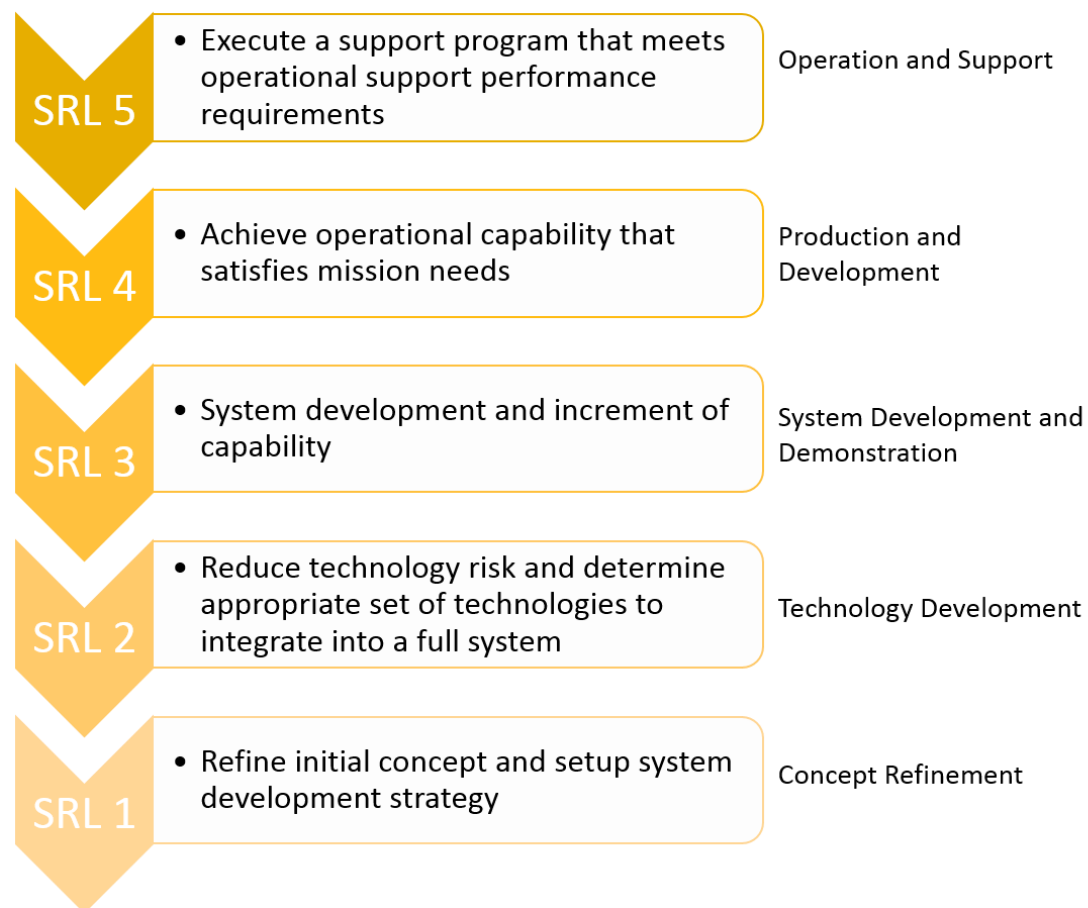 SRL 5
• Execute a support program that meets
operational support performance
requirements
Operation and Support
SRL 4
• Achieve operational capability that
satisfies mission needs
Production and
Development
SRL 3
• System development and increment of
capability
System Development and
Demonstration
SRL 2
• Reduce technology risk and determine
appropriate set of technologies to
integrate into a full system
Technology Development
SRL 1
• Refine initial concept and setup system
development strategy
Concept Refinement